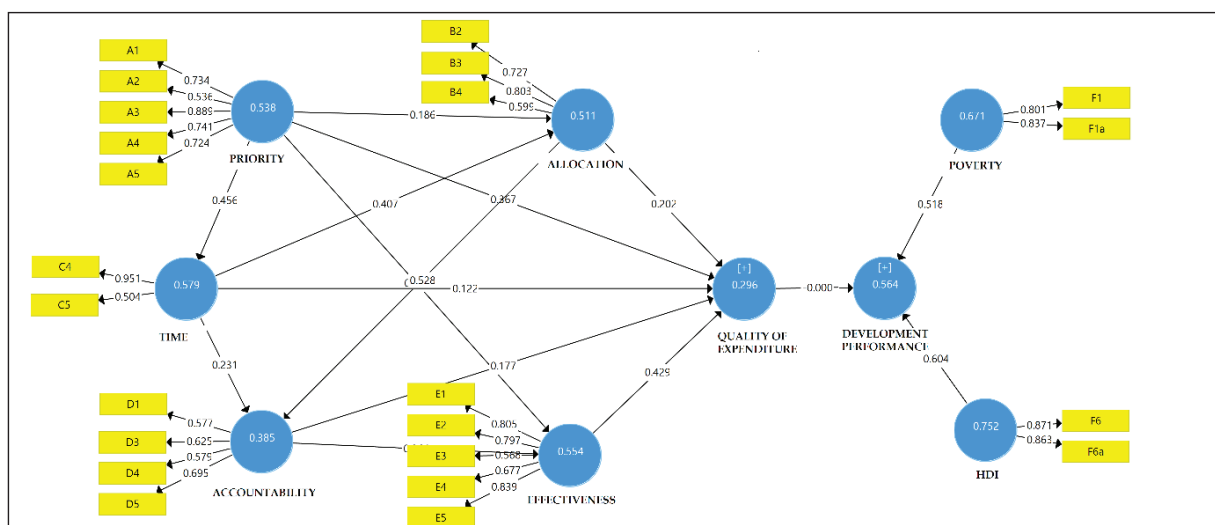 A1
A2
A3
A4
A5
0.734
0.536
0.889
0.741
0.724
0.538
PRIORITY
B2
B3
B4
0.727
0.803
0.599
0.511
ALLOCATION
0.186
0.671
POVERTY
0.801
0.837
F1
F1a
0.456
0.407
0.367
0.202
0.518
C4
C5
0.951
0.504
0.579
TIME
0.528
0.122
[+]
0.296
QUALITY OF
EXPENDITURE
0.000
[+]
0.564
DEVELOPMENT
PERFORMANCE
0.231
0.177
0.429
0.604
D1
D3
D4
D5
0.577
0.625
0.579
0.695
0.385
ACCOUNTABILITY
E1
E2
E3
E4
E5
0.805
0.797
0.568
0.677
0.839
0.554
EFFECTIVENESS
0.752
HDI
0.871
0.863
F6
F6a